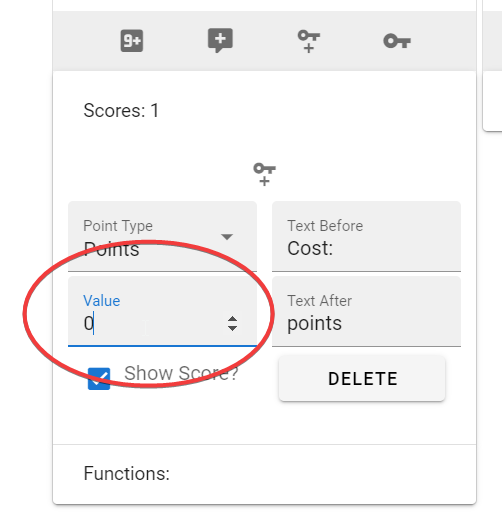 9+
Scores: 1
Point Type
Points
Text Before
Cost:
Value
0
Text After
points
Show Score?
DELETE
Functions: